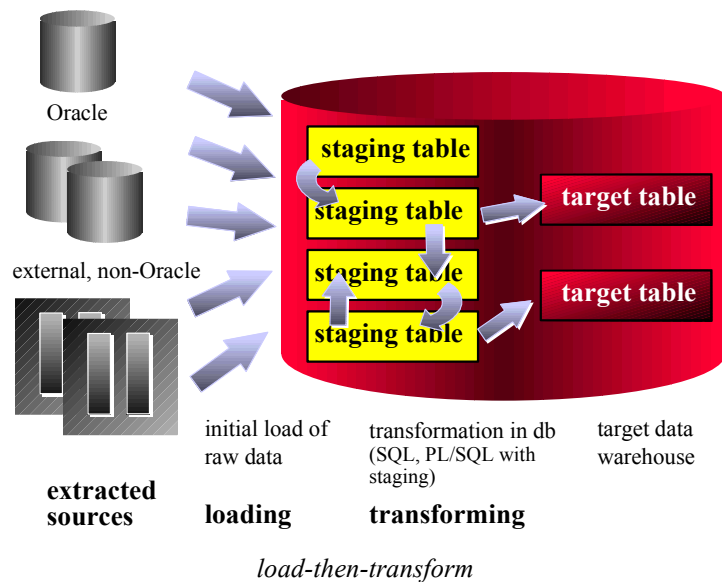 Oracle
external, non-Oracle
staging table
staging table
staging table
staging table
target table
target table
initial load of
raw data
transformation in db
(SQL, PL/SQL with
staging)
target data
warehouse
extracted
sources
loading
transforming
load-then-transform